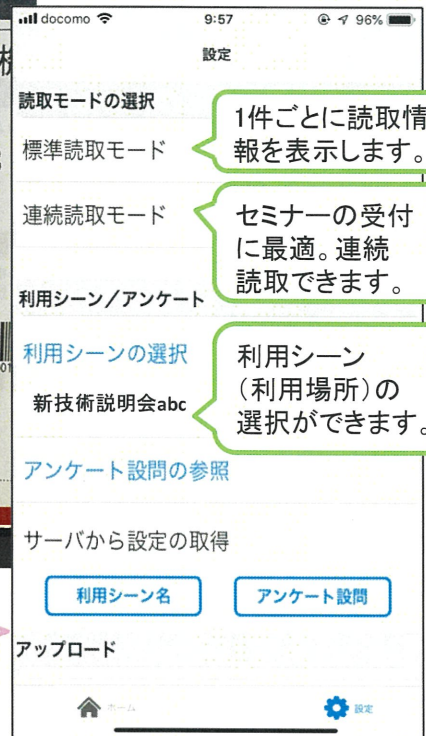 docomo 9:57 96%
設定
読取モードの選択
標準読取モード
1件ごとに読取情
報を表示します。
連続読取モード
セミナーの受付
に最適。連続
読取できます。
利用シーン/アンケート
利用シーンの選択
新技術説明会abc
利用シーン
(利用場所)の
選択ができます。
アンケート設問の参照
サーバから設定の取得
利用シーン名 アンケート設問
アップロード
ホーム 設定